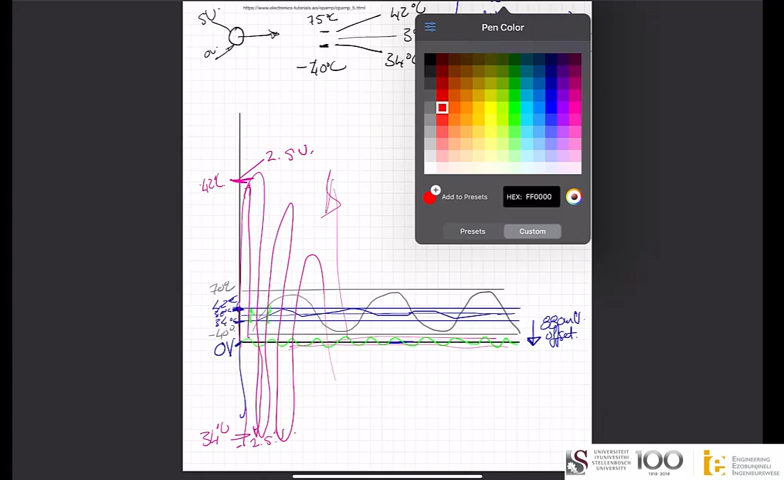 https://www.electronics-tutorials.ws/opamp/opamp_5.html
5V
0V
75°C
-40°C
42°C
34°C
Pen Color
Add to Presets
HEX: FF0000
Presets
Custom
2.5V.
42°C
70°C
42°C
38°C
34°C
-40°C
0V
880mV
offset.
34°C
-2.5V.
UNIVERSITEIT
IYUNIVESITHI
STELLENBOSCH
UNIVERSITY
100
1918 · 2018
ENGINEERING
EZOBUNJINELI
INGENIEURSWESE